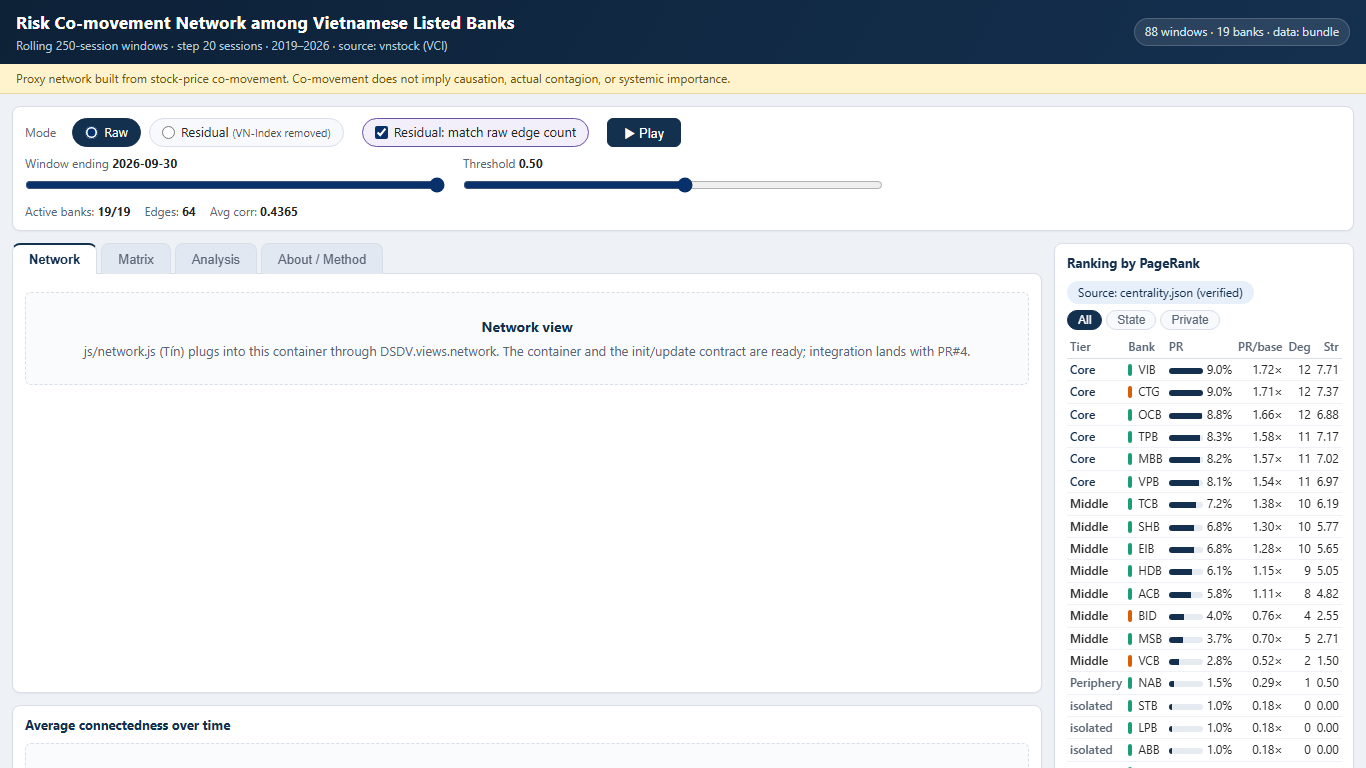 Risk Co-movement Network among Vietnamese Listed Banks
Rolling 250-session windows · step 20 sessions · 2019–2026 · source: vnstock (VCI)
88 windows · 19 banks · data: bundle
Proxy network built from stock-price co-movement. Co-movement does not imply causation, actual contagion, or systemic importance.
Mode Raw Residual (VN-Index removed) Residual: match raw edge count Play
Window ending 2026-09-30 Threshold 0.50
Active banks: 19/19 Edges: 64 Avg corr: 0.4365
Network Matrix Analysis About / Method
Network view
js/network.js (Tín) plugs into this container through DSDV.views.network. The container and the init/update contract are ready; integration lands with PR#4.
Average connectedness over time
Ranking by PageRank
Source: centrality.json (verified)
All State Private
Tier Bank PR PR/base Deg Str
Core VIB 9.0% 1.72× 12 7.71
Core CTG 9.0% 1.71× 12 7.37
Core OCB 8.8% 1.66× 12 6.88
Core TPB 8.3% 1.58× 11 7.17
Core MBB 8.2% 1.57× 11 7.02
Core VPB 8.1% 1.54× 11 6.97
Middle TCB 7.2% 1.38× 10 6.19
Middle SHB 6.8% 1.30× 10 5.77
Middle EIB 6.8% 1.28× 10 5.65
Middle HDB 6.1% 1.15× 9 5.05
Middle ACB 5.8% 1.11× 8 4.82
Middle BID 4.0% 0.76× 4 2.55
Middle MSB 3.7% 0.70× 5 2.71
Middle VCB 2.8% 0.52× 2 1.50
Periphery NAB 1.5% 0.29× 1 0.50
isolated STB 1.0% 0.18× 0 0.00
isolated LPB 1.0% 0.18× 0 0.00
isolated ABB 1.0% 0.18× 0 0.00